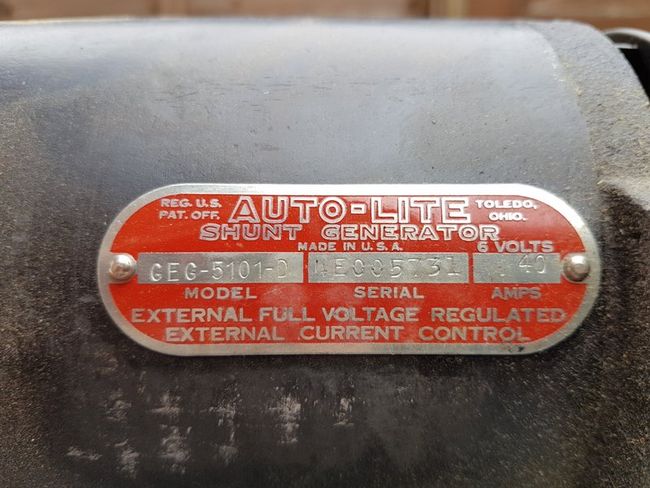 REG. U.S. PAT. OFF. AUTO-LITE TOLEDO, OHIO.
SHUNT GENERATOR
MADE IN U.S.A. 6 VOLTS
GEG-5101-D 40
MODEL SERIAL AMPS
EXTERNAL FULL VOLTAGE REGULATED
EXTERNAL CURRENT CONTROL